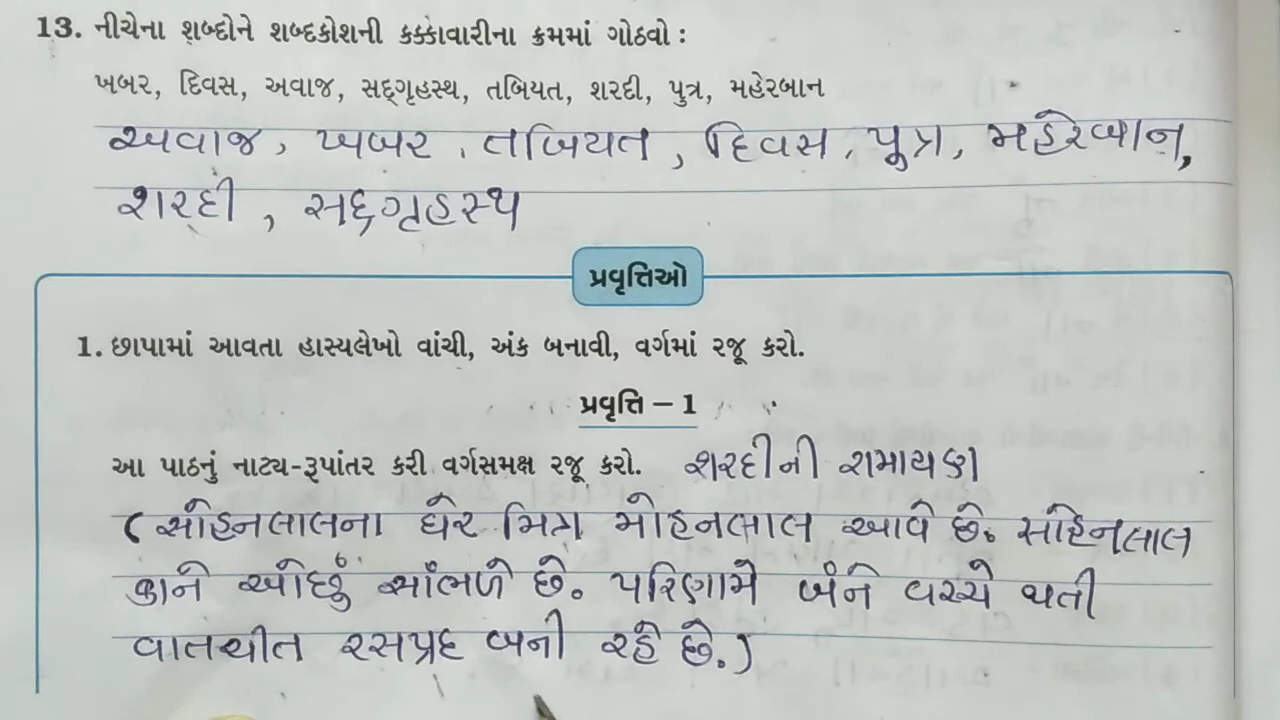 13. નીચેના શબ્દોને શબ્દકોશની કક્કાવારીના ક્રમમાં ગોઠવો :
ખબર, દિવસ, અવાજ, સદ્ગૃહસ્થ, તબિયત, શરદી, પુત્ર, મહેરબાન
અવાજ, ખબર, તબિયત, દિવસ, પુત્ર, મહેરબાન,
શરદી, સદ્ગૃહસ્થ
પ્રવૃત્તિઓ
1. છાપામાં આવતા હાસ્યલેખો વાંચી, અંક બનાવી, વર્ગમાં રજૂ કરો.
પ્રવૃત્તિ – 1
આ પાઠનું નાટ્ય-રૂપાંતર કરી વર્ગસમક્ષ રજૂ કરો. શરદીની રામાયણ
(સોહનલાલના ઘેર મિત્ર મોહનલાલ આવે છે. સોહનલાલ
કાને ઓછું સાંભળે છે. પરિણામે બંને વચ્ચે થતી
વાતચીત રસપ્રદ બની રહે છે.)